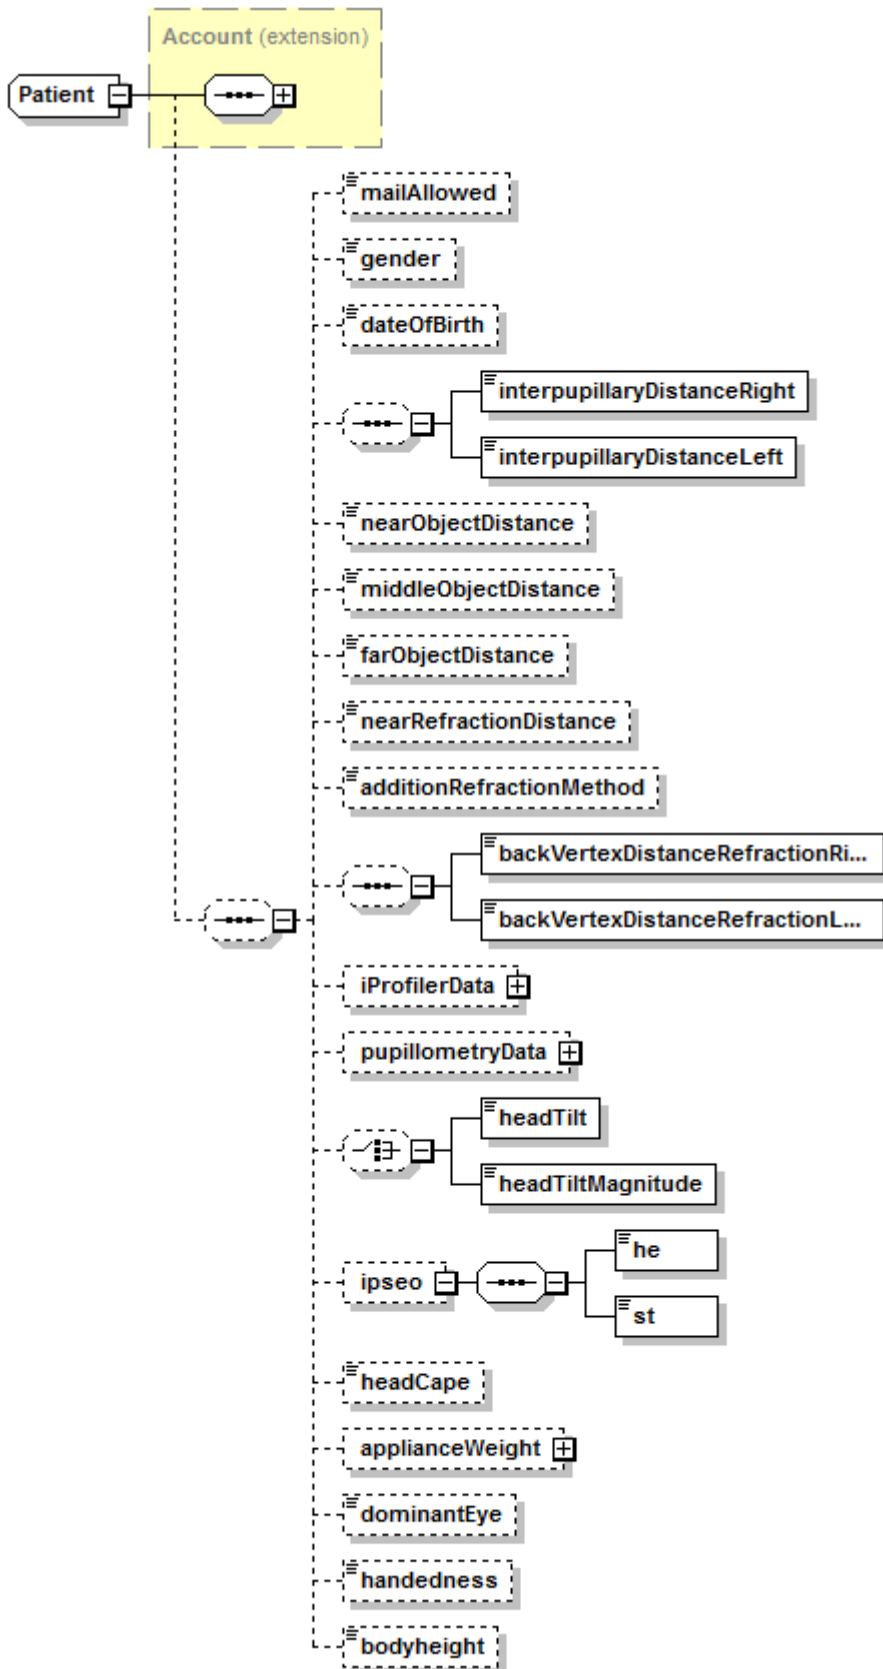 Account (extension)
Patient
mailAllowed
gender
dateOfBirth
interpupillaryDistanceRight
interpupillaryDistanceLeft
nearObjectDistance
middleObjectDistance
farObjectDistance
nearRefractionDistance
additionRefractionMethod
backVertexDistanceRefractionRi...
backVertexDistanceRefractionL...
iProfilerData
pupillometryData
headTilt
headTiltMagnitude
he
ipseo
st
headCape
applianceWeight
dominantEye
handedness
bodyheight